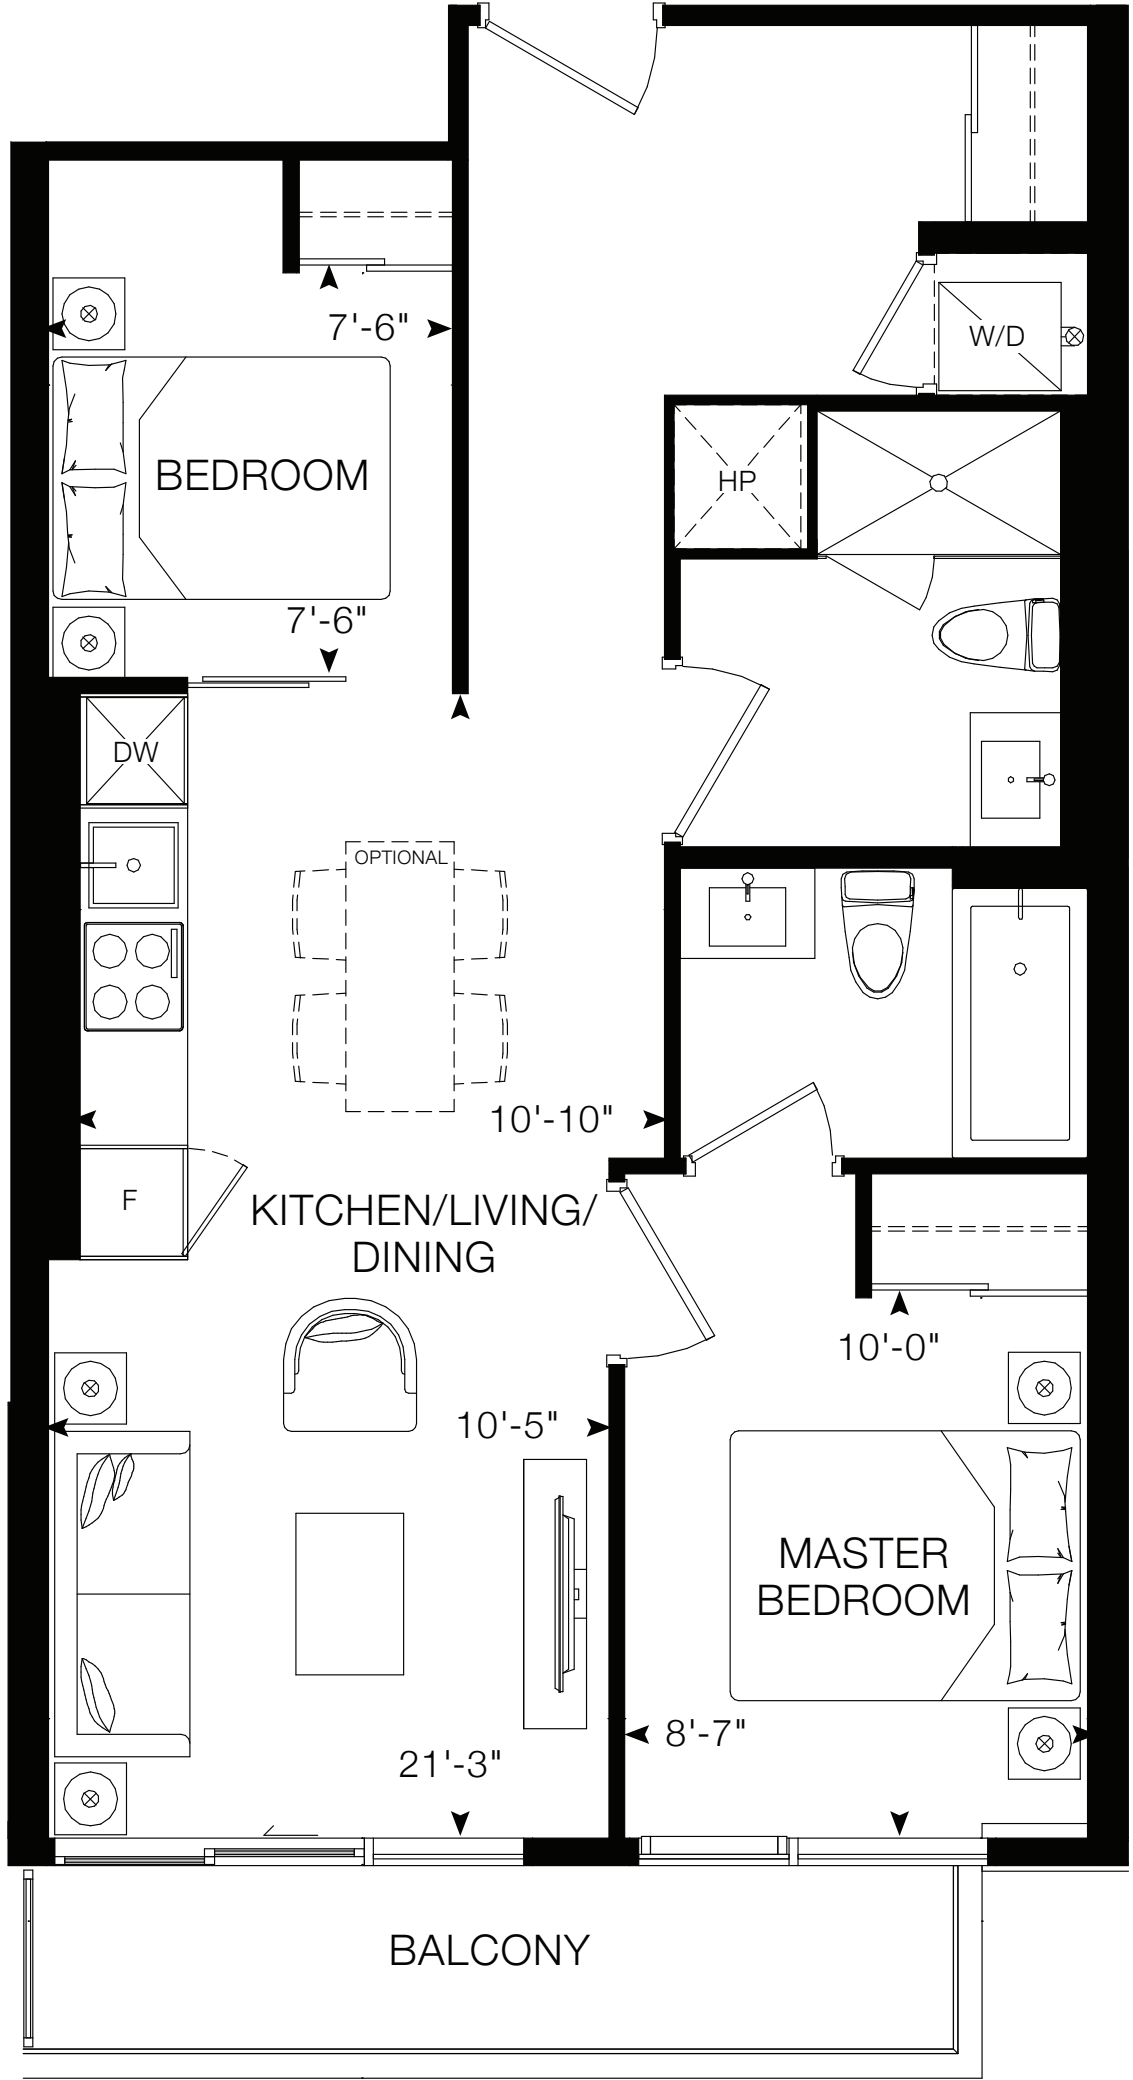 7'-6"
W/D
BEDROOM
HP
7'-6"
DW
OPTIONAL
10'-10"
F
KITCHEN/LIVING/
DINING
10'-0"
10'-5"
MASTER
BEDROOM
8'-7"
21'-3"
BALCONY